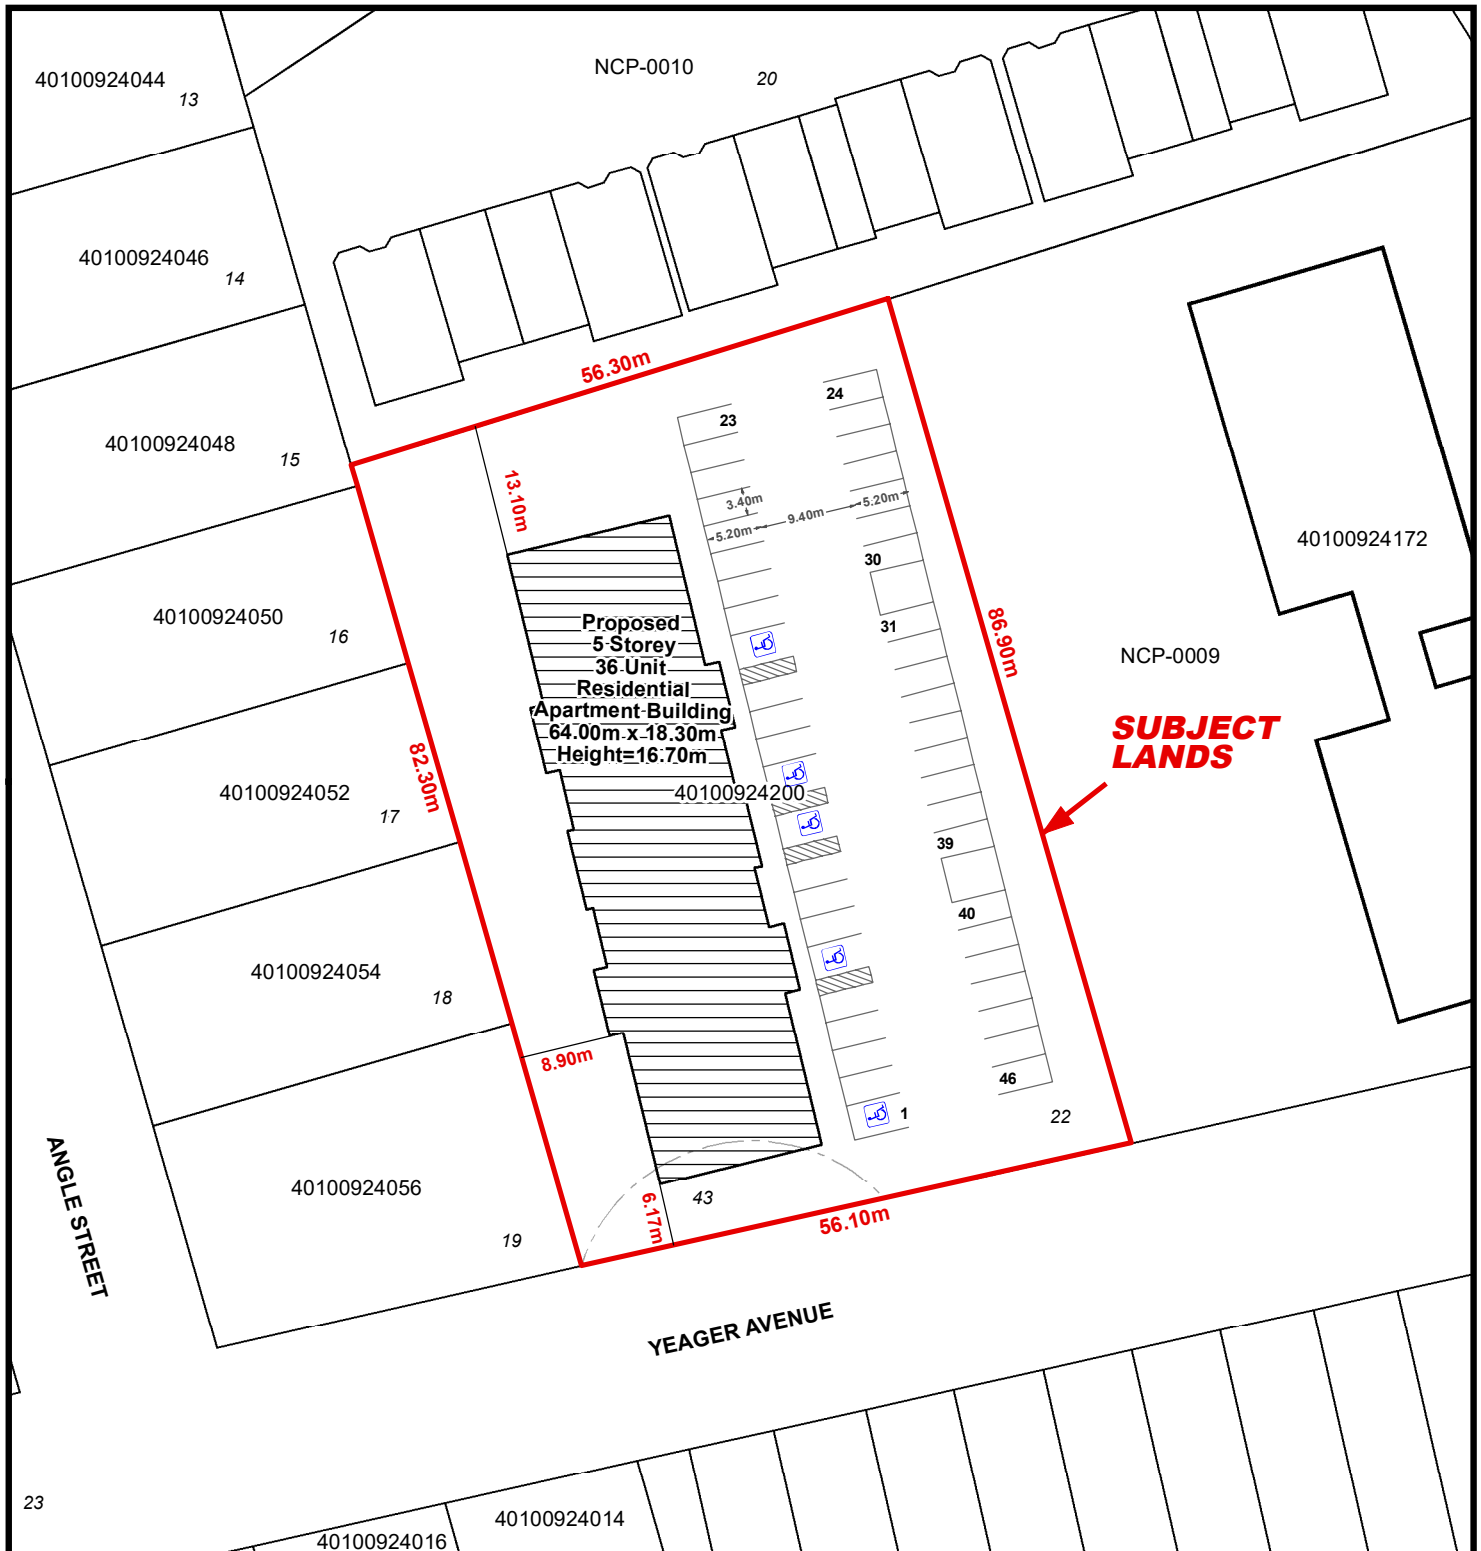 NCP-0010
20
40100924044
13
40100924046
14
56.30m
24
23
40100924048
15
13.10m
3.40m
5.20m
9.40m
5.20m
40100924172
30
40100924050
16
31
86.90m
NCP-0009
Proposed
5 Storey
36 Unit
Residential
Apartment Building
64.00m x 18.30m
Height=16.70m
SUBJECT
LANDS
82.30m
40100924200
40100924052
17
39
40
40100924054
18
8.90m
46
1
22
ANGLE STREET
40100924056
19
6.17m
43
56.10m
YEAGER AVENUE
23
40100924016
40100924014